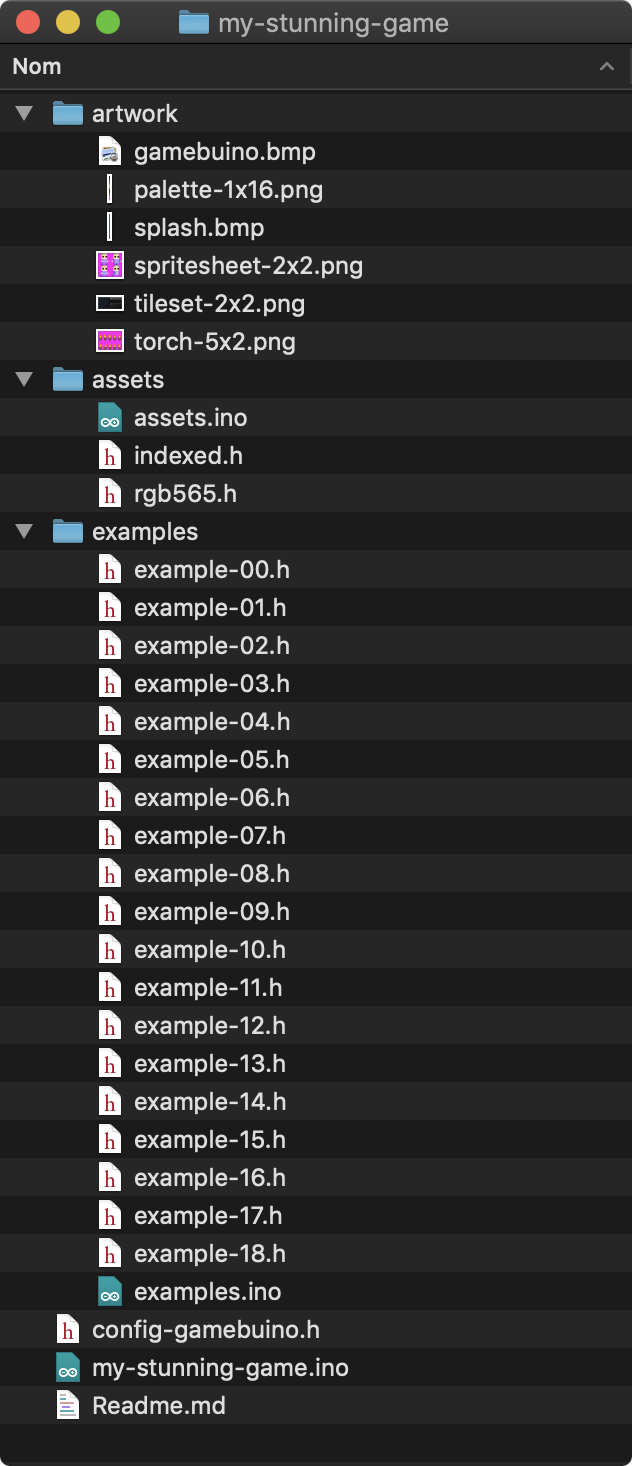 my-stunning-game
Nom
artwork
gamebuino.bmp
palette-1x16.png
splash.bmp
spritesheet-2x2.png
tileset-2x2.png
torch-5x2.png
assets
assets.ino
indexed.h
rgb565.h
examples
example-00.h
example-01.h
example-02.h
example-03.h
example-04.h
example-05.h
example-06.h
example-07.h
example-08.h
example-09.h
example-10.h
example-11.h
example-12.h
example-13.h
example-14.h
example-15.h
example-16.h
example-17.h
example-18.h
examples.ino
config-gamebuino.h
my-stunning-game.ino
Readme.md